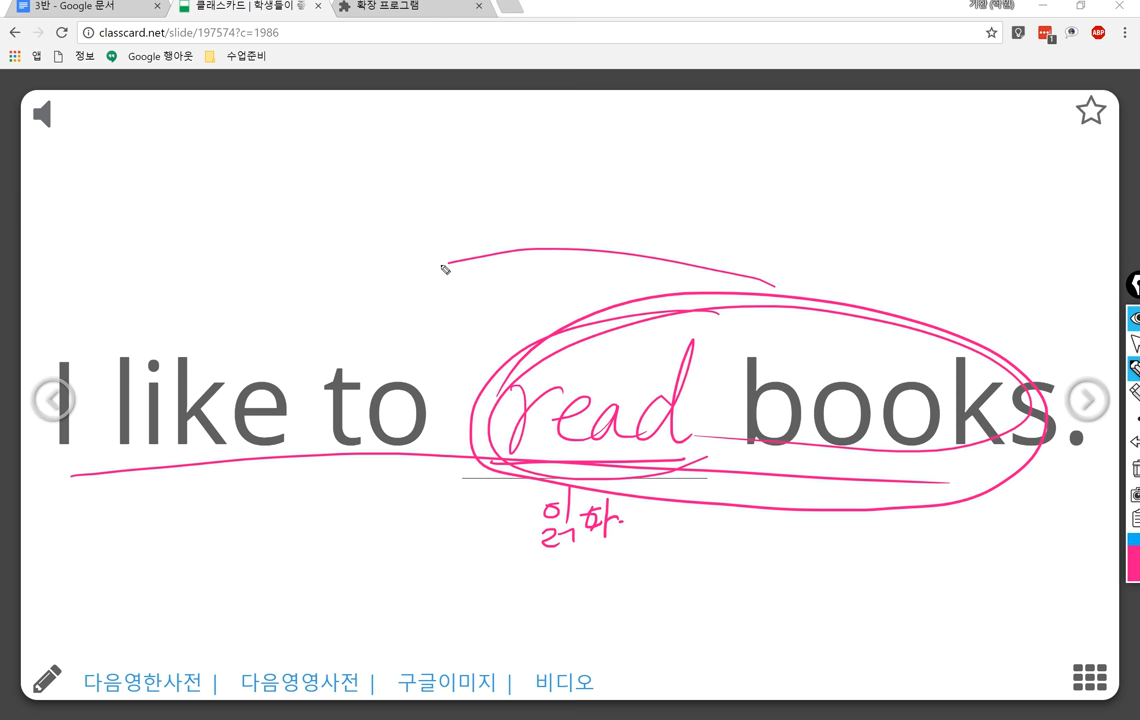 3반 - Google 문서
클래스카드 | 학생들이 좋
확장 프로그램
classcard.net/slide/197574?c=1986
ABP
앱 정보 Google 행아웃 수업준비
I like to read books.
읽
다음영한사전 | 다음영영사전 | 구글이미지 | 비디오